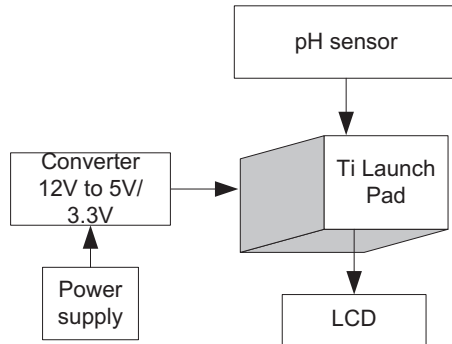 pH sensor
Converter
12V to 5V/
3.3V
Ti Launch
Pad
Power
supply
LCD